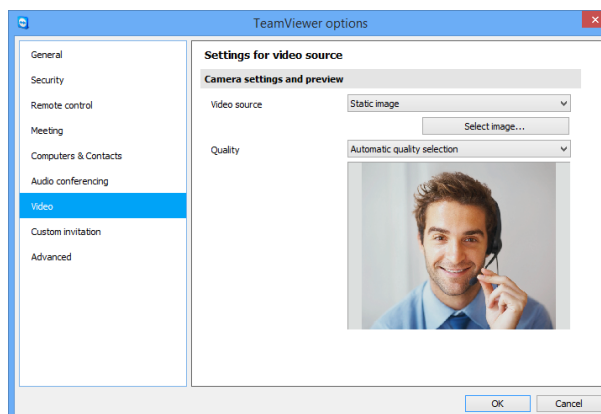 TeamViewer options
General
Security
Remote control
Meeting
Computers & Contacts
Audio conferencing
Video
Custom invitation
Advanced
Settings for video source
Camera settings and preview
Video source
Static image
Select image...
Quality
Automatic quality selection
OK
Cancel